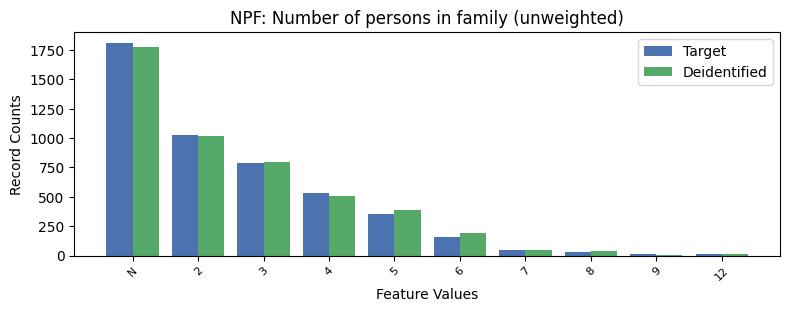 NPF: Number of persons in family (unweighted)
Target
Deidentified
Record Counts
1750
1500
1250
1000
750
500
250
0
N 2 3 4 5 6 7 8 9 12
Feature Values